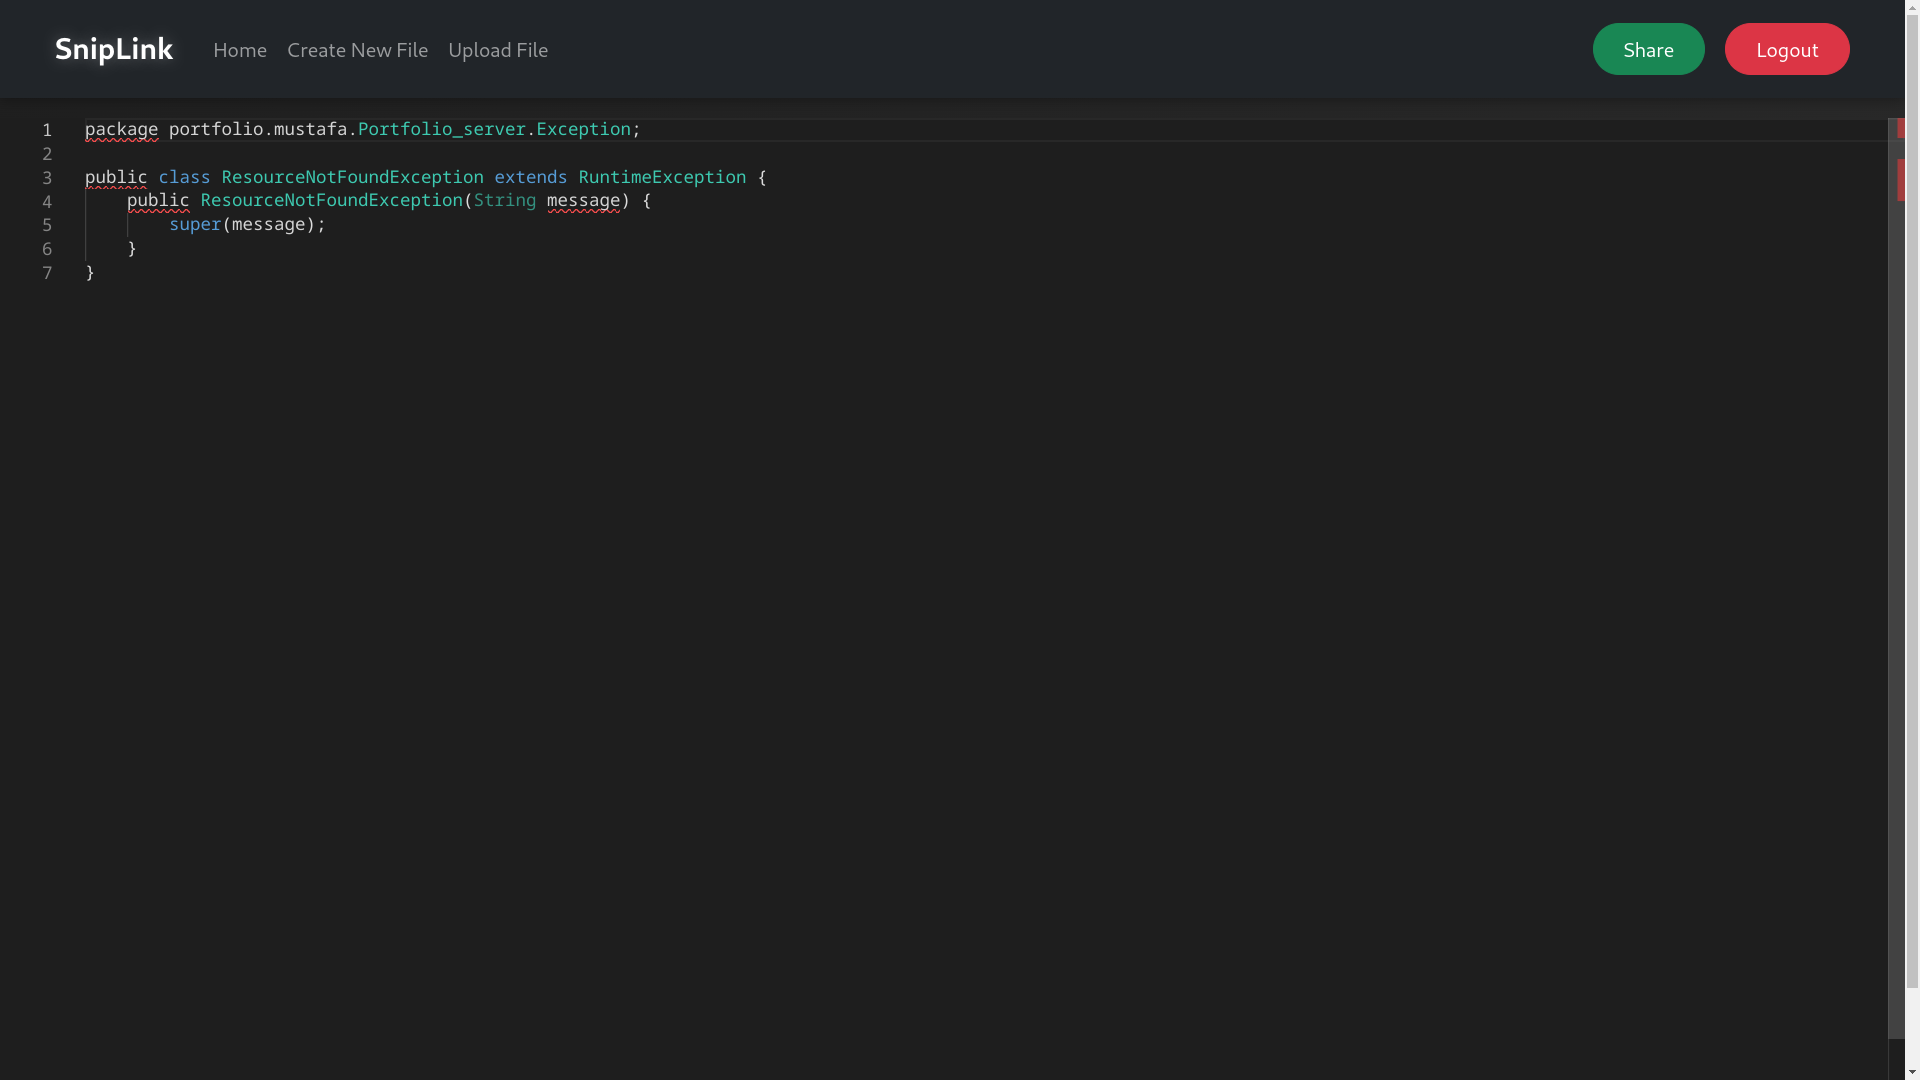 SnipLink Home Create New File Upload File Share Logout
1 package portfolio.mustafa.Portfolio_server.Exception;
2
3 public class ResourceNotFoundException extends RuntimeException {
4     public ResourceNotFoundException(String message) {
5         super(message);
6     }
7 }